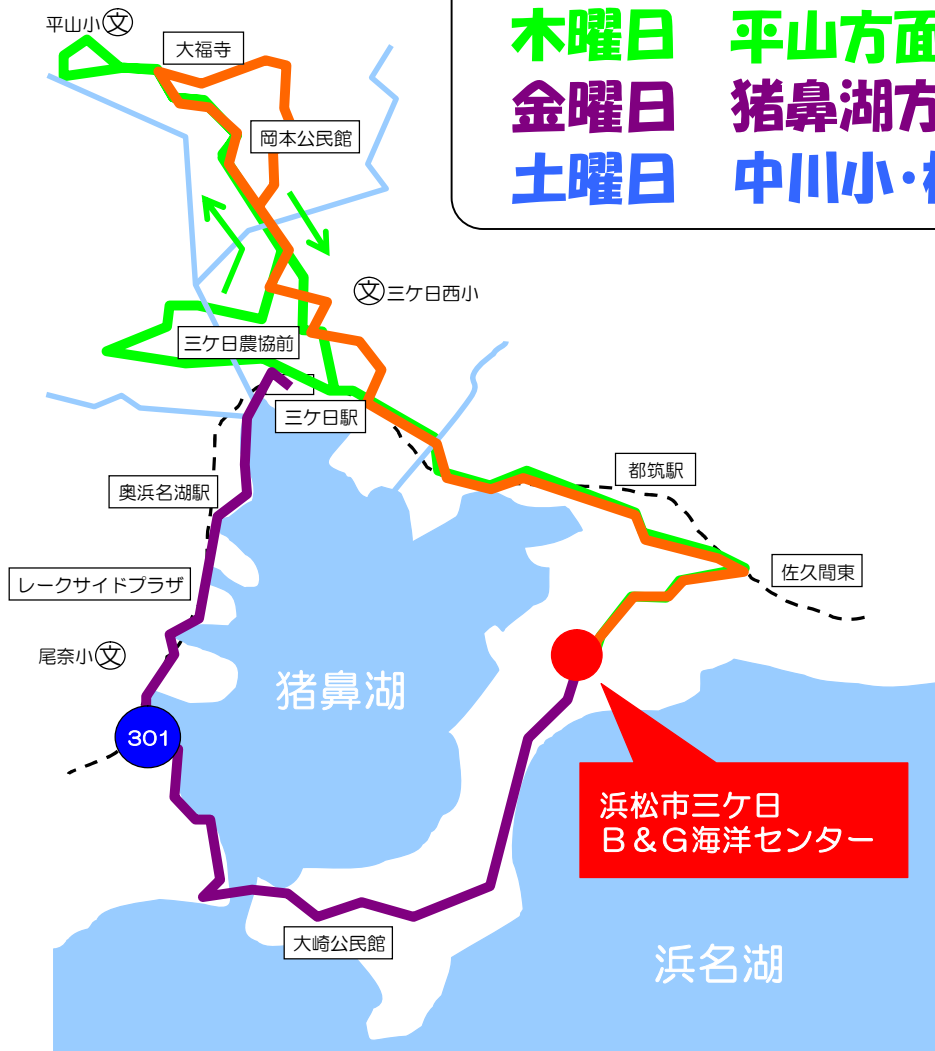 木曜日 平山方面
金曜日 猪鼻湖方
土曜日 中川小・
平山小 文
大福寺
岡本公民館
文 三ケ日西小
三ケ日農協前
三ケ日駅
都筑駅
奥浜名湖駅
佐久間東
レークサイドプラザ
尾奈小 文
猪鼻湖
301
浜松市三ケ日
B&G海洋センター
大崎公民館
浜名湖